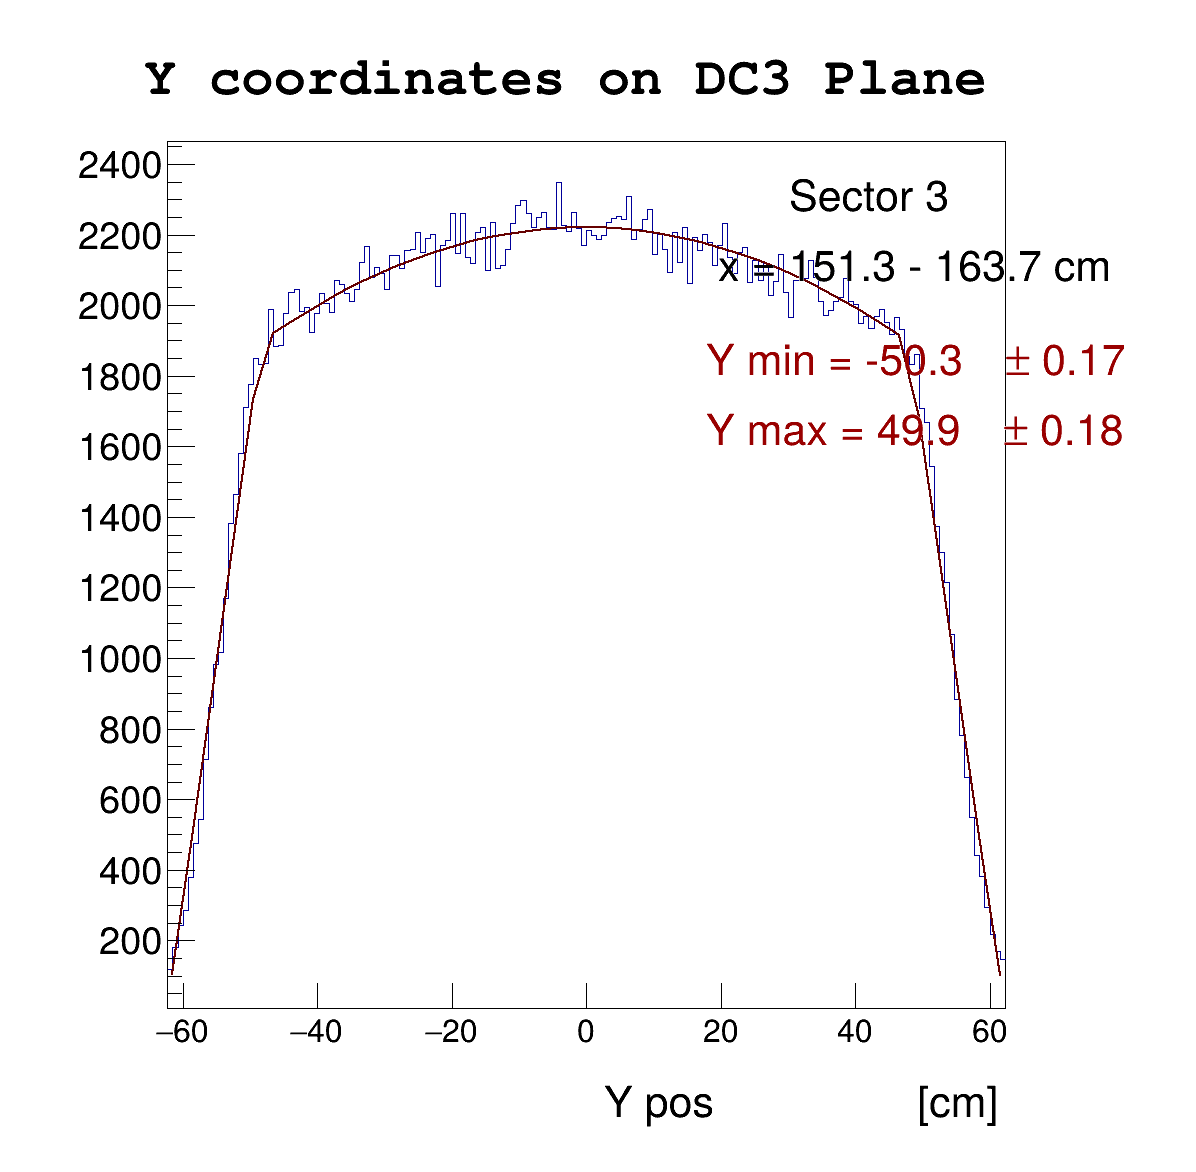 Y coordinates on DC3 Plane
2400
2200
2000
1800
1600
1400
1200
1000
800
600
400
200
Sector 3
x = 151.3 - 163.7 cm
Y min = -50.3 ± 0.17
Y max = 49.9 ± 0.18
−60 −40 −20 0 20 40 60
Y pos [cm]